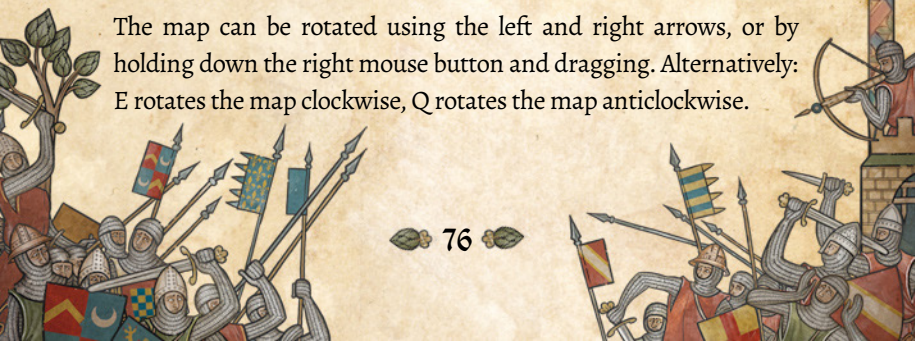 The map can be rotated using the left and right arrows, or by
holding down the right mouse button and dragging. Alternatively:
E rotates the map clockwise, Q rotates the map anticlockwise.
76